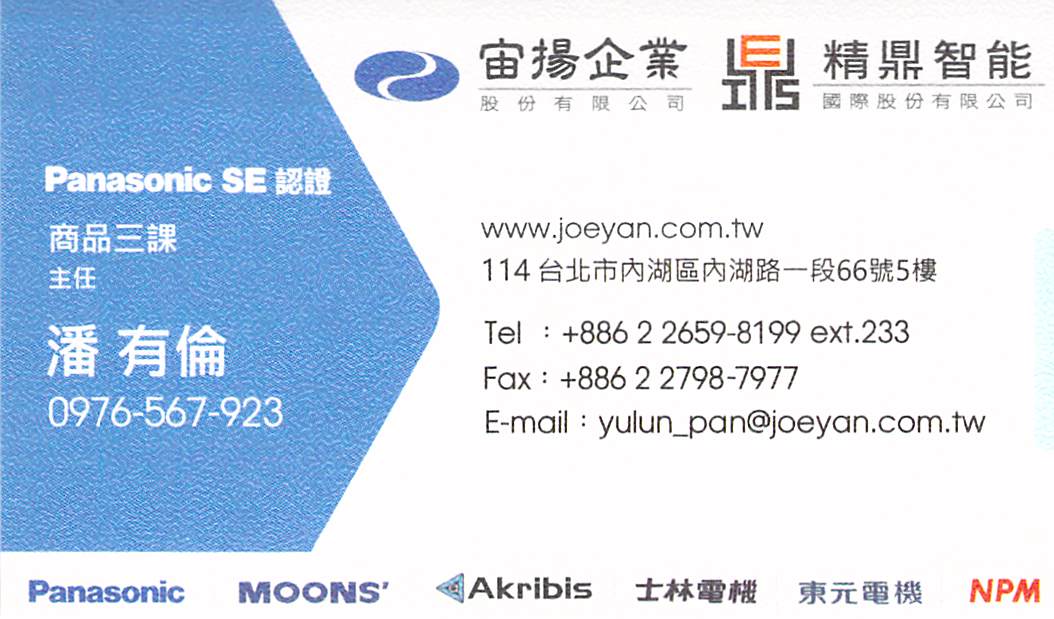 宙揚企業
股份有限公司
精鼎智能
國際股份有限公司
Panasonic SE 認證
商品三課
主任
潘 有倫
0976-567-923
www.joeyan.com.tw
114 台北市內湖區內湖路一段66號5樓
Tel ：+886 2 2659-8199 ext.233
Fax：+886 2 2798-7977
E-mail：yulun_pan@joeyan.com.tw
Panasonic MOONS' Akribis 士林電機 東元電機 NPM